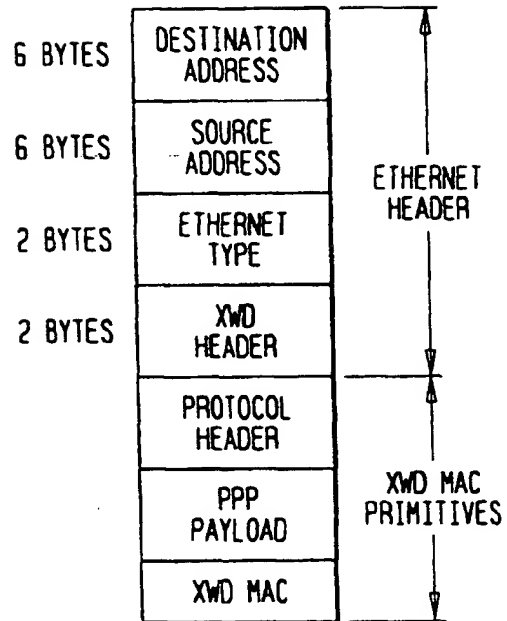 6 BYTES
DESTINATION
ADDRESS
6 BYTES
SOURCE
ADDRESS
2 BYTES
ETHERNET
TYPE
2 BYTES
XWD
HEADER
ETHERNET
HEADER
PROTOCOL
HEADER
PPP
PAYLOAD
XWD MAC
XWD MAC
PRIMITIVES